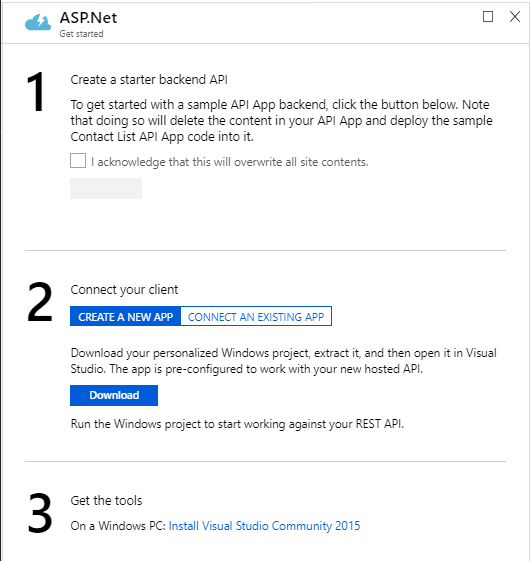 ASP.Net
Get started
1
Create a starter backend API
To get started with a sample API App backend, click the button below. Note
that doing so will delete the content in your API App and deploy the sample
Contact List API App code into it.
I acknowledge that this will overwrite all site contents.
2
Connect your client
CREATE A NEW APP CONNECT AN EXISTING APP
Download your personalized Windows project, extract it, and then open it in Visual
Studio. The app is pre-configured to work with your new hosted API.
Download
Run the Windows project to start working against your REST API.
3
Get the tools
On a Windows PC: Install Visual Studio Community 2015